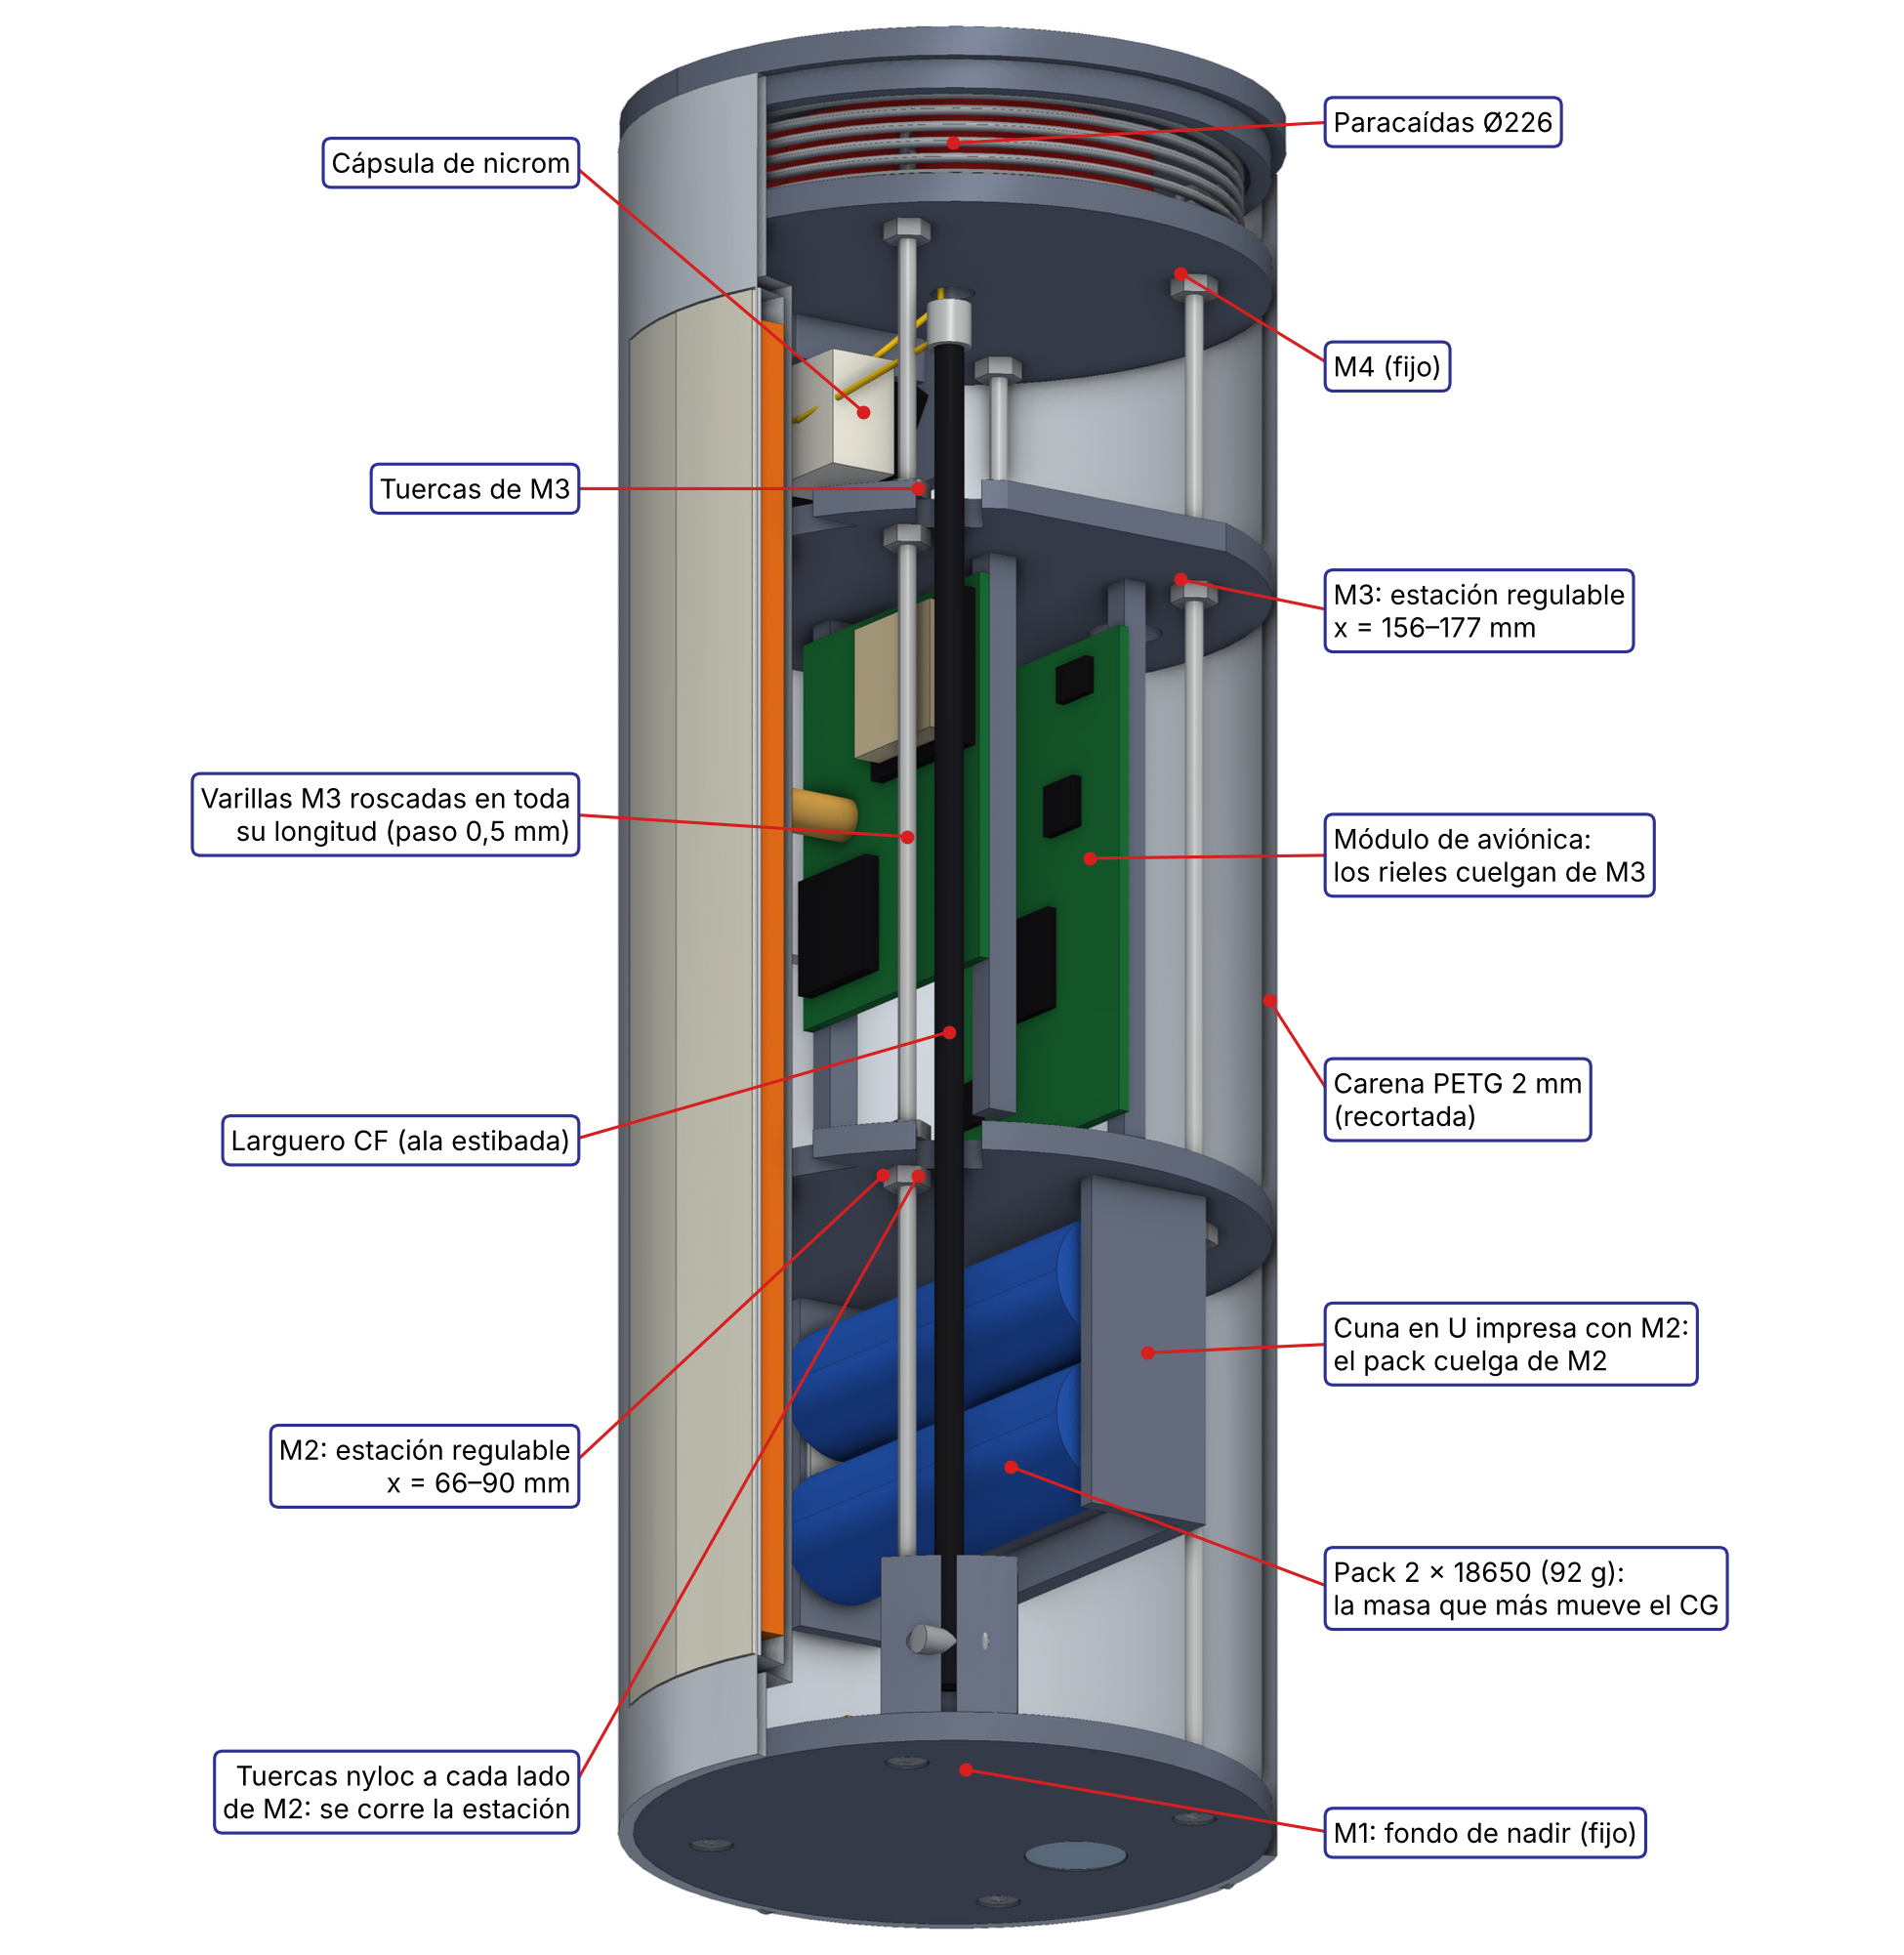 Paracaídas Ø226
Cápsula de nicrom
M4 (fijo)
Tuercas de M3
M3: estación regulable
x = 156–177 mm
Varillas M3 roscadas en toda
su longitud (paso 0,5 mm)
Módulo de aviónica:
los rieles cuelgan de M3
Carena PETG 2 mm
(recortada)
Larguero CF (ala estibada)
Cuna en U impresa con M2:
el pack cuelga de M2
M2: estación regulable
x = 66–90 mm
Pack 2 × 18650 (92 g):
la masa que más mueve el CG
Tuercas nyloc a cada lado
de M2: se corre la estación
M1: fondo de nadir (fijo)